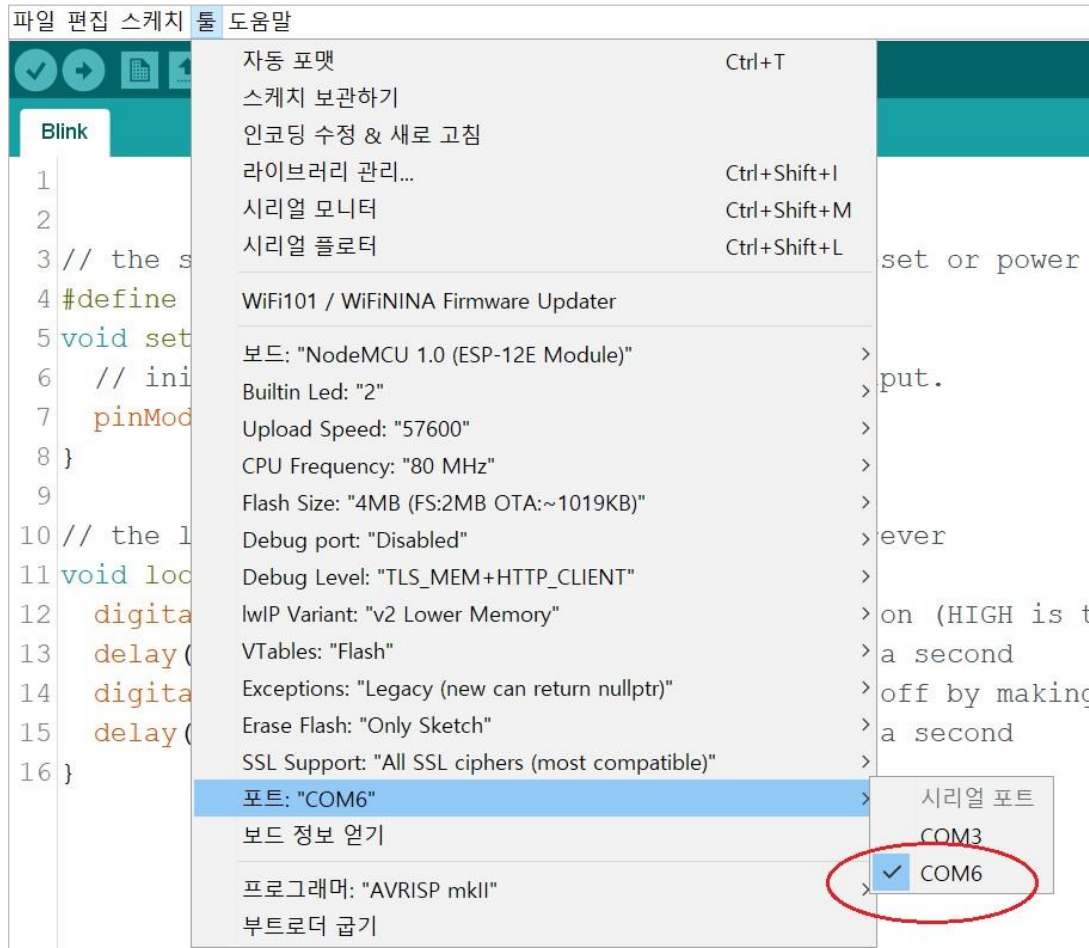 파일 편집 스케치 툴 도움말
자동 포맷 Ctrl+T
스케치 보관하기
인코딩 수정 & 새로 고침
라이브러리 관리... Ctrl+Shift+I
시리얼 모니터 Ctrl+Shift+M
시리얼 플로터 Ctrl+Shift+L
WiFi101 / WiFiNINA Firmware Updater
보드: "NodeMCU 1.0 (ESP-12E Module)"
Builtin Led: "2"
Upload Speed: "57600"
CPU Frequency: "80 MHz"
Flash Size: "4MB (FS:2MB OTA:~1019KB)"
Debug port: "Disabled"
Debug Level: "TLS_MEM+HTTP_CLIENT"
lwIP Variant: "v2 Lower Memory"
VTables: "Flash"
Exceptions: "Legacy (new can return nullptr)"
Erase Flash: "Only Sketch"
SSL Support: "All SSL ciphers (most compatible)"
포트: "COM6"
보드 정보 얻기
프로그래머: "AVRISP mkII"
부트로더 굽기
시리얼 포트
COM3
COM6
Blink
1
2
3 // the s set or power
4 #define
5 void set
6 // ini put.
7 pinMod
8 }
9
10 // the l ever
11 void loo
12 digita on (HIGH is t
13 delay( a second
14 digita off by making
15 delay( a second
16 }